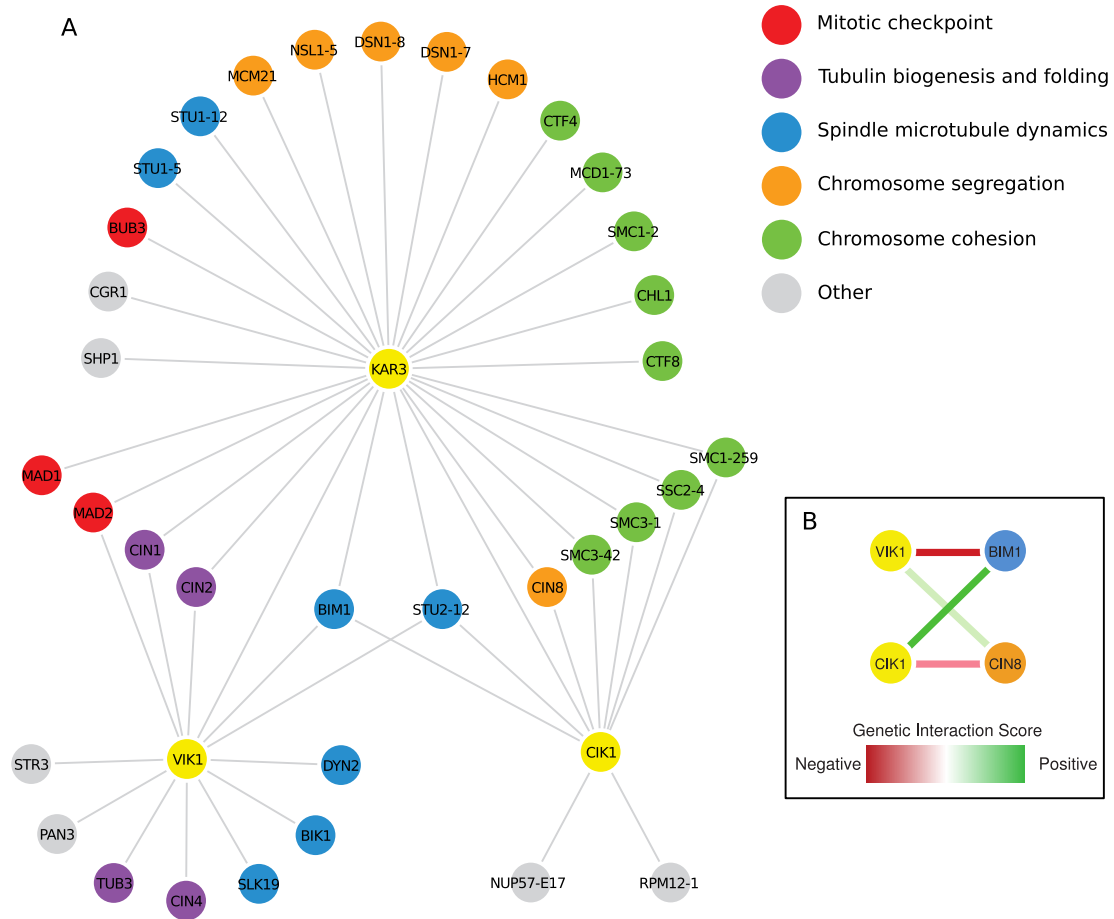 A
Mitotic checkpoint
Tubulin biogenesis and folding
Spindle microtubule dynamics
Chromosome segregation
Chromosome cohesion
Other
DSN1-8
NSL1-5
DSN1-7
MCM21
HCM1
STU1-12
CTF4
STU1-5
MCD1-73
BUB3
SMC1-2
CGR1
CHL1
SHP1
CTF8
KAR3
MAD1
SMC1-259
MAD2
SSC2-4
CIN1
SMC3-1
CIN2
SMC3-42
CIN8
BIM1
STU2-12
VIK1
CIK1
STR3
DYN2
PAN3
BIK1
TUB3
CIN4
SLK19
NUP57-E17
RPM12-1
B
VIK1
BIM1
CIK1
CIN8
Genetic Interaction Score
Negative
Positive